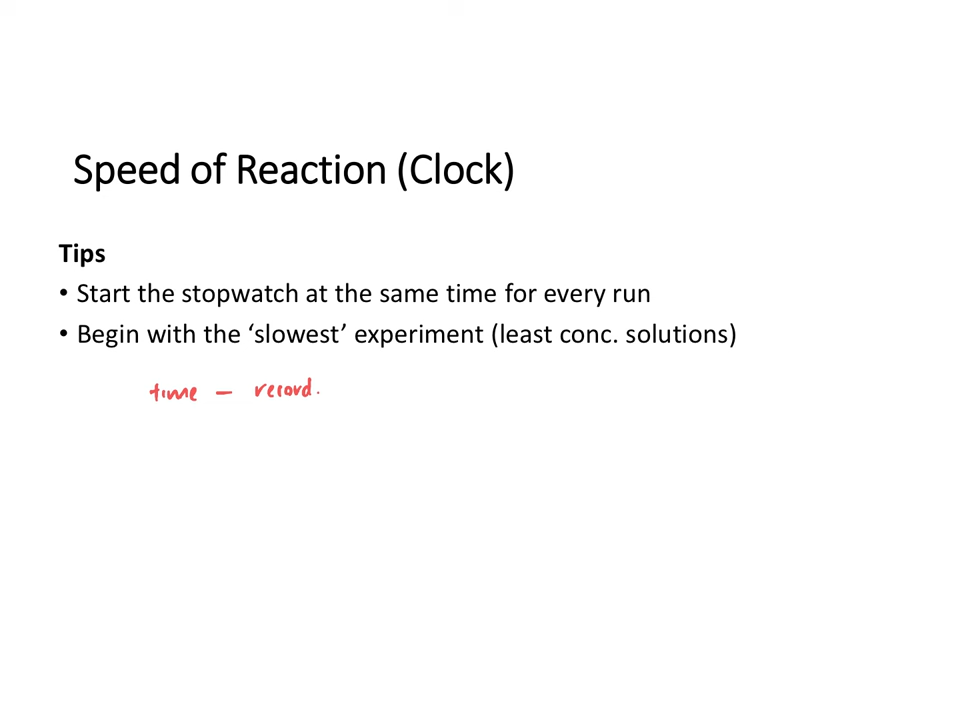 Speed of Reaction (Clock)
Tips
• Start the stopwatch at the same time for every run
• Begin with the ‘slowest’ experiment (least conc. solutions)
time – record.